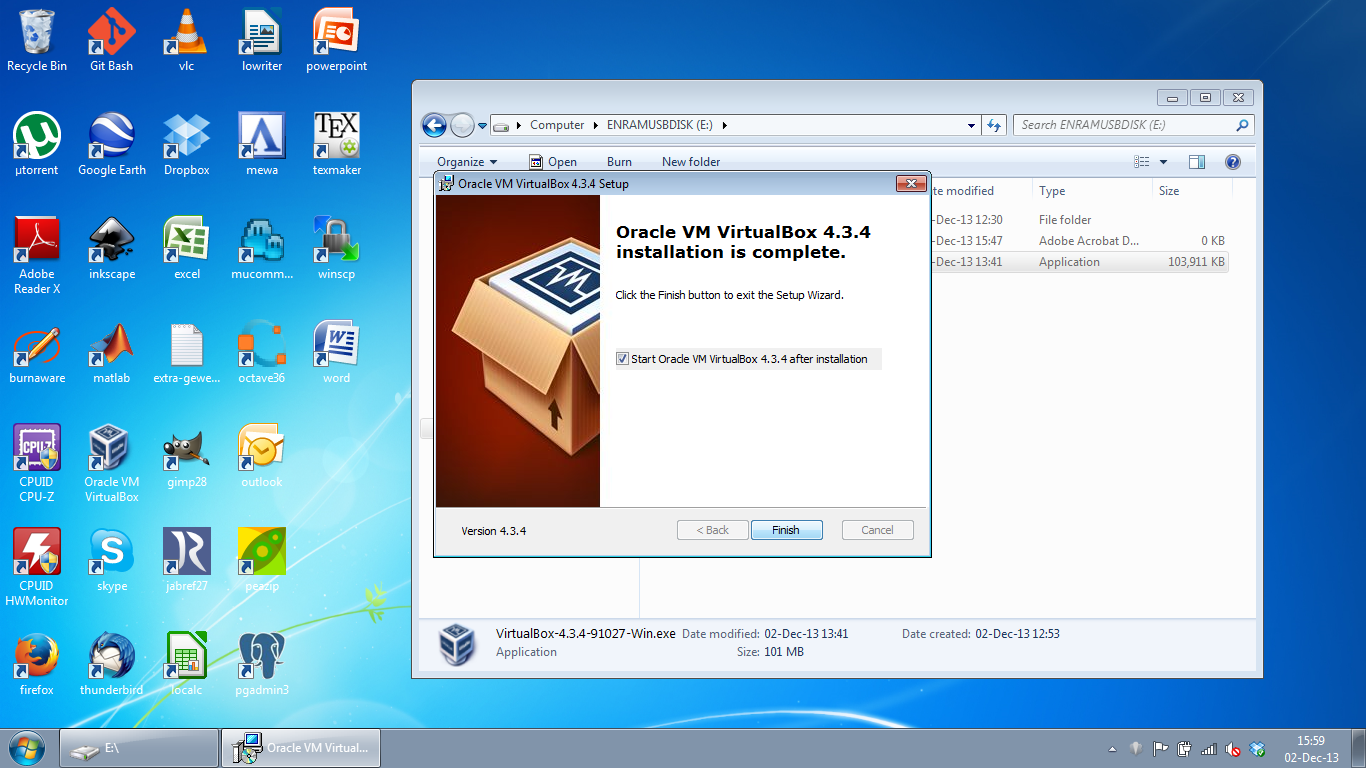 Recycle Bin
Git Bash
vlc
lowriter
powerpoint
µtorrent
Google Earth
Dropbox
mewa
TEX
texmaker
Adobe
Reader X
inkscape
excel
mucomm...
winscp
burnaware
matlab
extra-gewe...
octave36
word
CPU-Z
CPUID
CPU-Z
Oracle VM
VirtualBox
gimp28
outlook
CPUID
HWMonitor
skype
jabref27
peazip
firefox
thunderbird
localc
pgadmin3
Computer ENRAMUSBDISK (E:)
Search ENRAMUSBDISK (E:)
Organize Open Burn New folder
te modified Type Size
-Dec-13 12:30 File folder
-Dec-13 15:47 Adobe Acrobat D... 0 KB
-Dec-13 13:41 Application 103,911 KB
Oracle VM VirtualBox 4.3.4 Setup
Oracle VM VirtualBox 4.3.4
installation is complete.
Click the Finish button to exit the Setup Wizard.
Start Oracle VM VirtualBox 4.3.4 after installation
Version 4.3.4
< Back Finish Cancel
VirtualBox-4.3.4-91027-Win.exe Date modified: 02-Dec-13 13:41 Date created: 02-Dec-13 12:53
Application Size: 101 MB
E:\
Oracle VM Virtual...
15:59
02-Dec-13